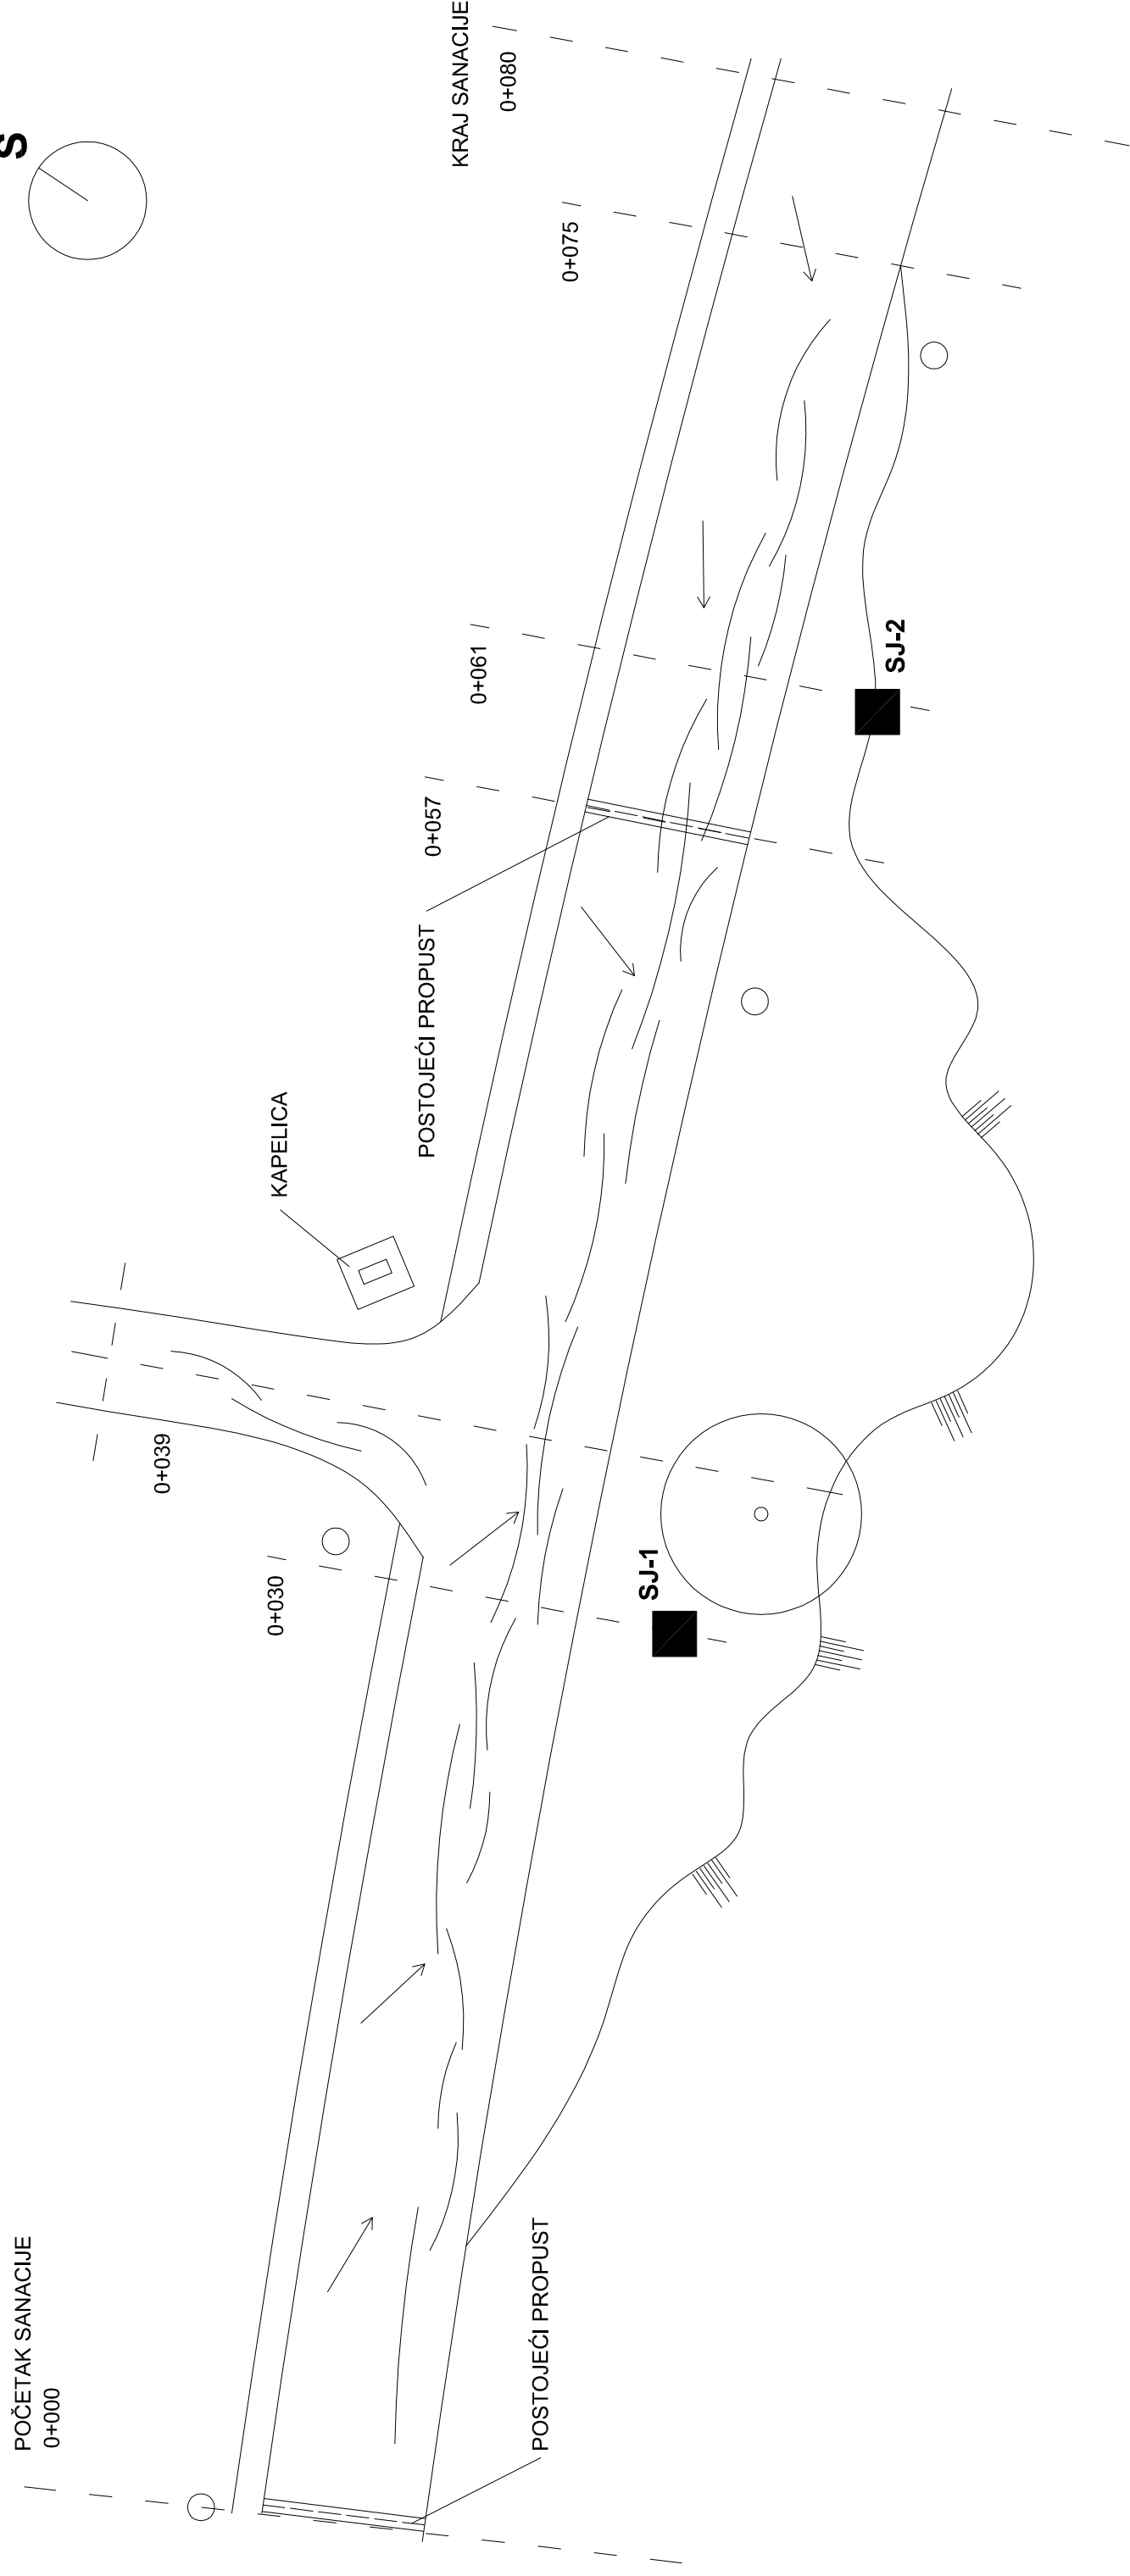 S
KRAJ SANACIJE
0+080
0+075
0+061
SJ-2
0+057
POSTOJEĆI PROPUST
KAPELICA
0+039
0+030
SJ-1
POČETAK SANACIJE
0+000
POSTOJEĆI PROPUST